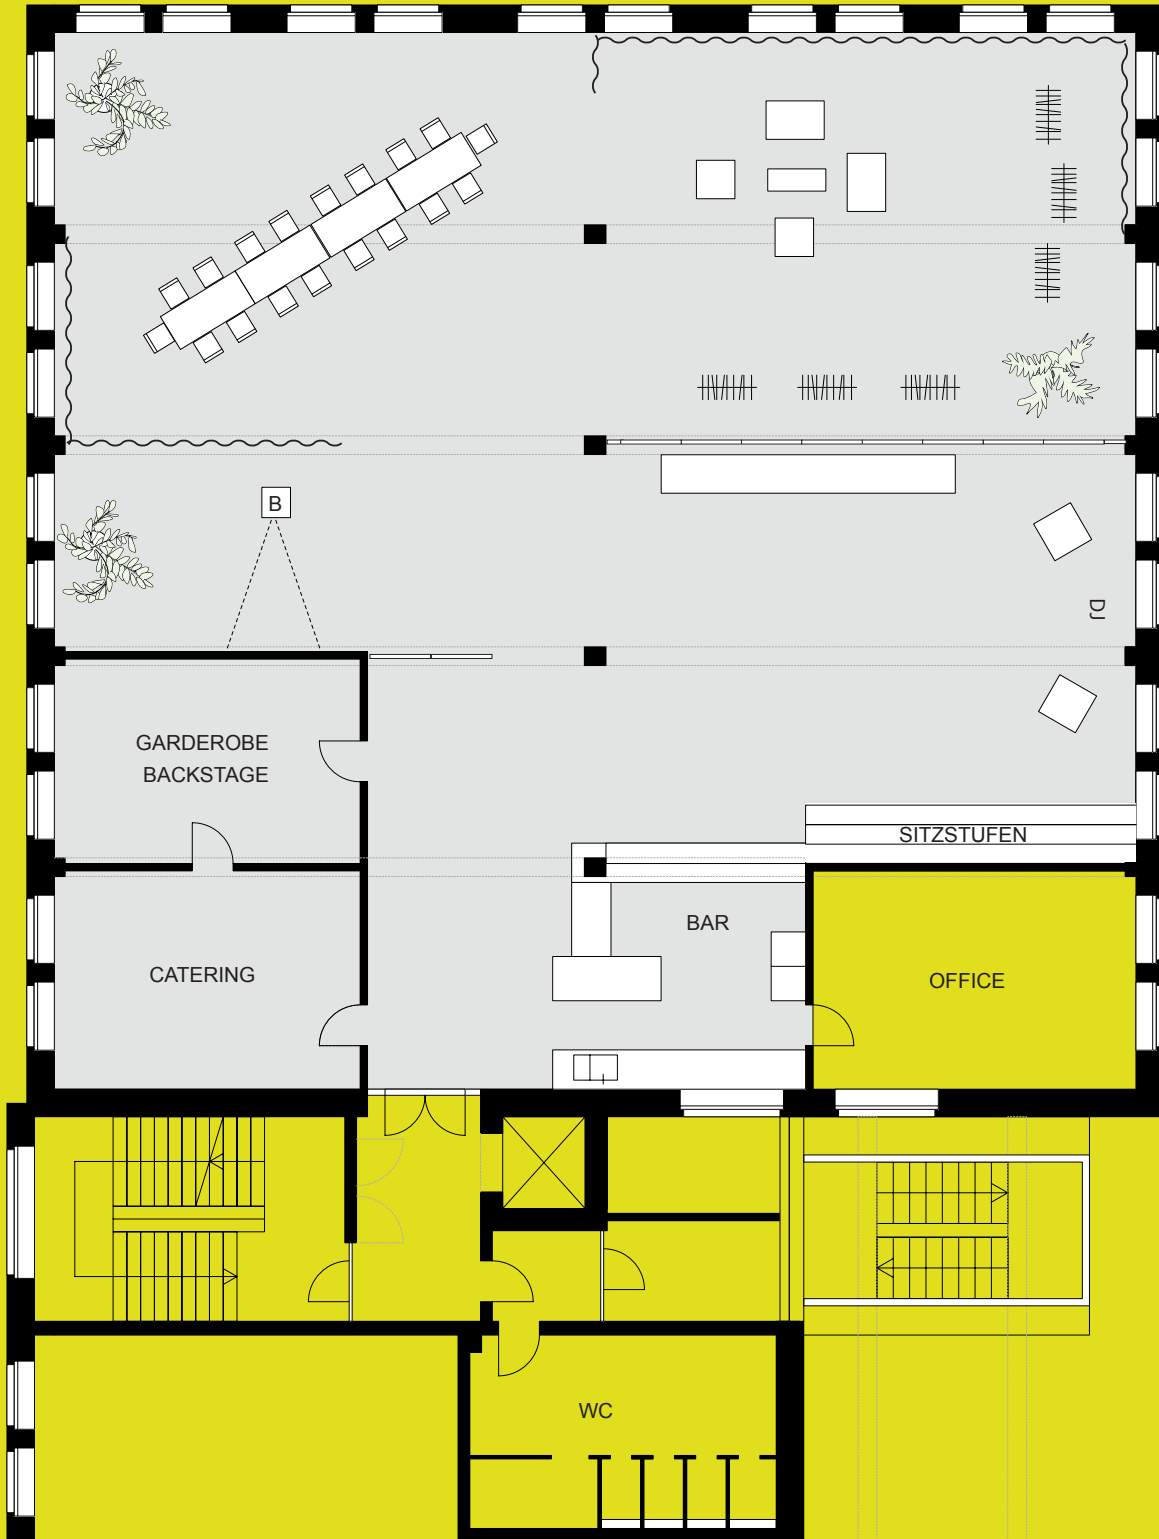 B
DJ
GARDEROBE
BACKSTAGE
SITZSTUFEN
BAR
CATERING
OFFICE
WC